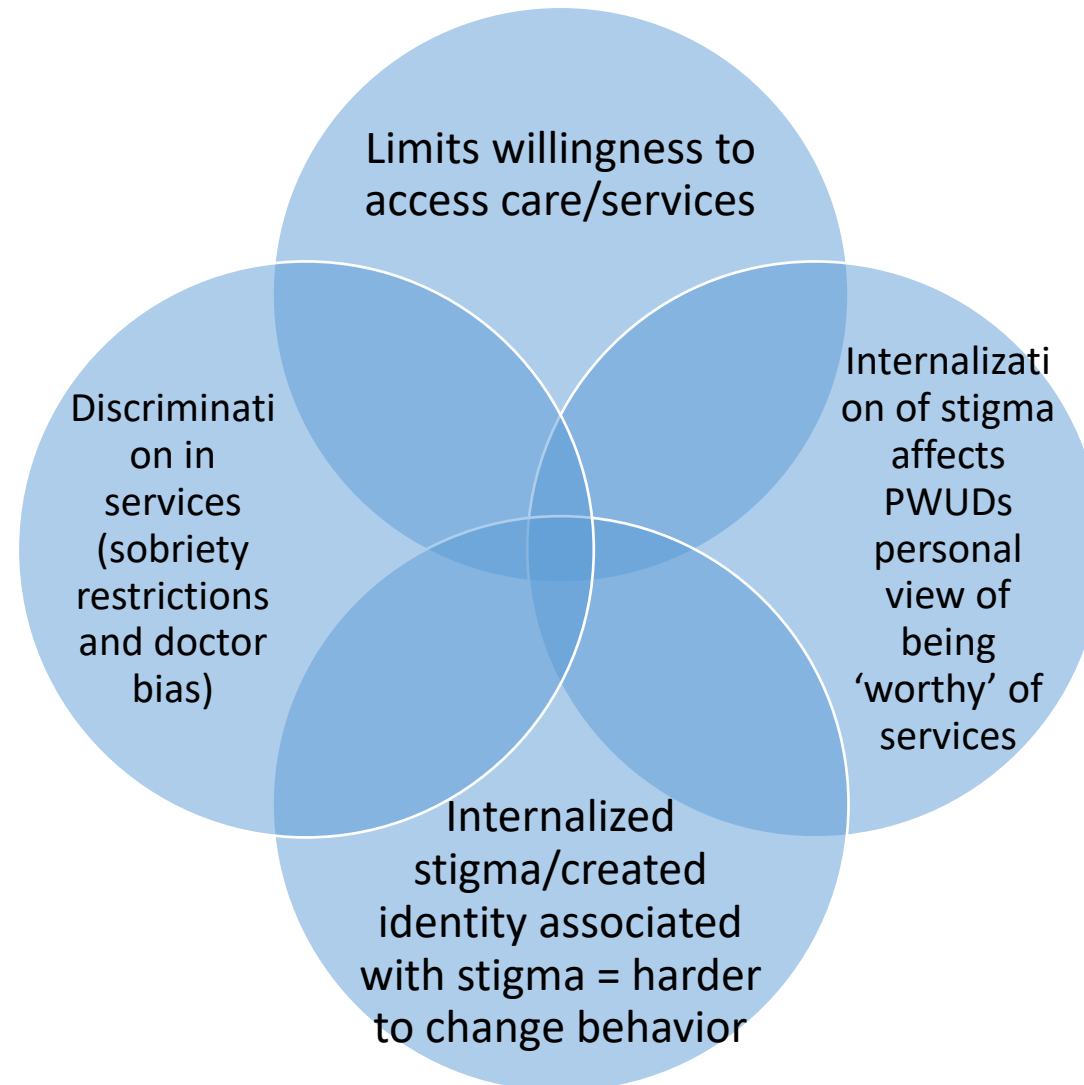 Limits willingness to
access care/services
Discriminati
on in
services
(sobriety
restrictions
and doctor
bias)
Internalizati
on of stigma
affects
PWUDs
personal
view of
being
‘worthy’ of
services
Internalized
stigma/created
identity associated
with stigma = harder
to change behavior